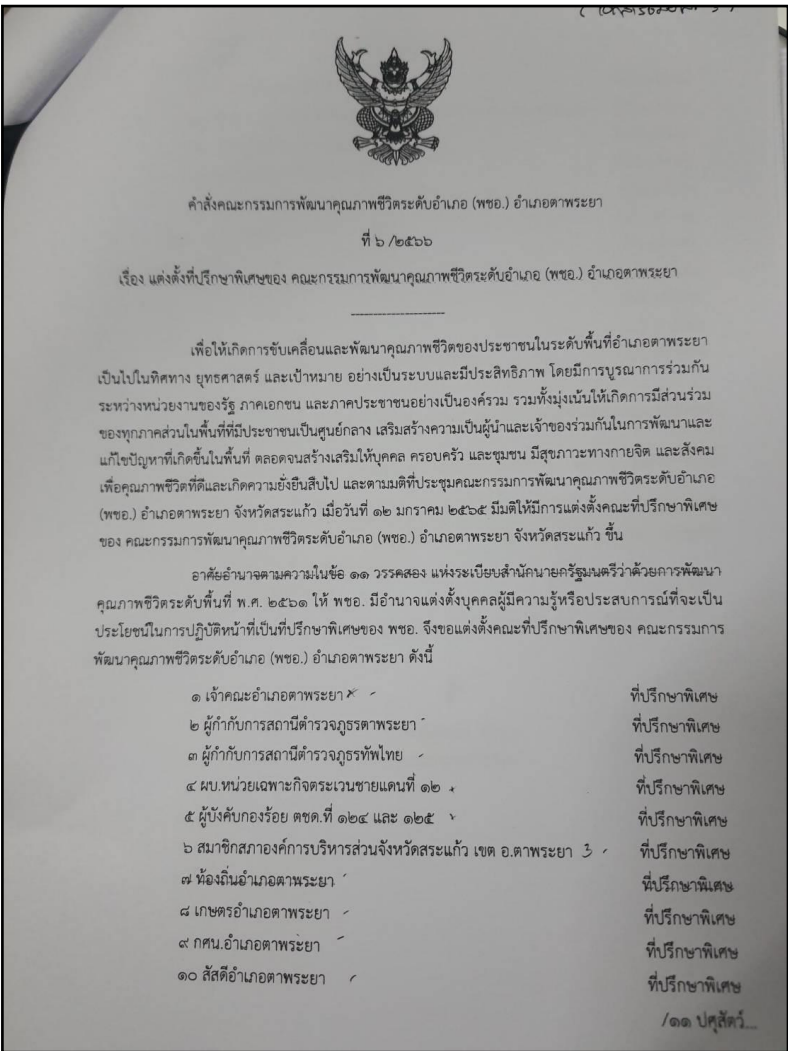 คำสั่งคณะกรรมการพัฒนาคุณภาพชีวิตระดับอำเภอ (พชอ.) อำเภอตาพระยา
ที่ ๖ /๒๕๖๖
เรื่อง แต่งตั้งที่ปรึกษาพิเศษของ คณะกรรมการพัฒนาคุณภาพชีวิตระดับอำเภอ (พชอ.) อำเภอตาพระยา
---------------------
เพื่อให้เกิดการขับเคลื่อนและพัฒนาคุณภาพชีวิตของประชาชนในระดับพื้นที่อำเภอตาพระยา
เป็นไปในทิศทาง ยุทธศาสตร์ และเป้าหมาย อย่างเป็นระบบและมีประสิทธิภาพ โดยมีการบูรณาการร่วมกัน
ระหว่างหน่วยงานของรัฐ ภาคเอกชน และภาคประชาชนอย่างเป็นองค์รวม รวมทั้งมุ่งเน้นให้เกิดการมีส่วนร่วม
ของทุกภาคส่วนในพื้นที่ที่มีประชาชนเป็นศูนย์กลาง เสริมสร้างความเป็นผู้นำและเจ้าของร่วมกันในการพัฒนาและ
แก้ไขปัญหาที่เกิดขึ้นในพื้นที่ ตลอดจนสร้างเสริมให้บุคคล ครอบครัว และชุมชน มีสุขภาวะทางกายจิต และสังคม
เพื่อคุณภาพชีวิตที่ดีและเกิดความยั่งยืนสืบไป และตามมติที่ประชุมคณะกรรมการพัฒนาคุณภาพชีวิตระดับอำเภอ
(พชอ.) อำเภอตาพระยา จังหวัดสระแก้ว เมื่อวันที่ ๑๒ มกราคม ๒๕๖๕ มีมติให้มีการแต่งตั้งคณะที่ปรึกษาพิเศษ
ของ คณะกรรมการพัฒนาคุณภาพชีวิตระดับอำเภอ (พชอ.) อำเภอตาพระยา จังหวัดสระแก้ว ขึ้น
อาศัยอำนาจตามความในข้อ ๑๑ วรรคสอง แห่งระเบียบสำนักนายกรัฐมนตรีว่าด้วยการพัฒนา
คุณภาพชีวิตระดับพื้นที่ พ.ศ. ๒๕๖๑ ให้ พชอ. มีอำนาจแต่งตั้งบุคคลผู้มีความรู้หรือประสบการณ์ที่จะเป็น
ประโยชน์ในการปฏิบัติหน้าที่เป็นที่ปรึกษาพิเศษของ พชอ. จึงขอแต่งตั้งคณะที่ปรึกษาพิเศษของ คณะกรรมการ
พัฒนาคุณภาพชีวิตระดับอำเภอ (พชอ.) อำเภอตาพระยา ดังนี้
๑ เจ้าคณะอำเภอตาพระยา ที่ปรึกษาพิเศษ
๒ ผู้กำกับการสถานีตำรวจภูธรตาพระยา ที่ปรึกษาพิเศษ
๓ ผู้กำกับการสถานีตำรวจภูธรทัพไทย ที่ปรึกษาพิเศษ
๔ ผบ.หน่วยเฉพาะกิจตระเวนชายแดนที่ ๑๒ ที่ปรึกษาพิเศษ
๕ ผู้บังคับกองร้อย ตชด.ที่ ๑๒๔ และ ๑๒๕ ที่ปรึกษาพิเศษ
๖ สมาชิกสภาองค์การบริหารส่วนจังหวัดสระแก้ว เขต อ.ตาพระยา 3 ที่ปรึกษาพิเศษ
๗ ท้องถิ่นอำเภอตาพระยา ที่ปรึกษาพิเศษ
๘ เกษตรอำเภอตาพระยา ที่ปรึกษาพิเศษ
๙ กศน.อำเภอตาพระยา ที่ปรึกษาพิเศษ
๑๐ สัสดีอำเภอตาพระยา ที่ปรึกษาพิเศษ
/๑๑ ปศุสัตว์...